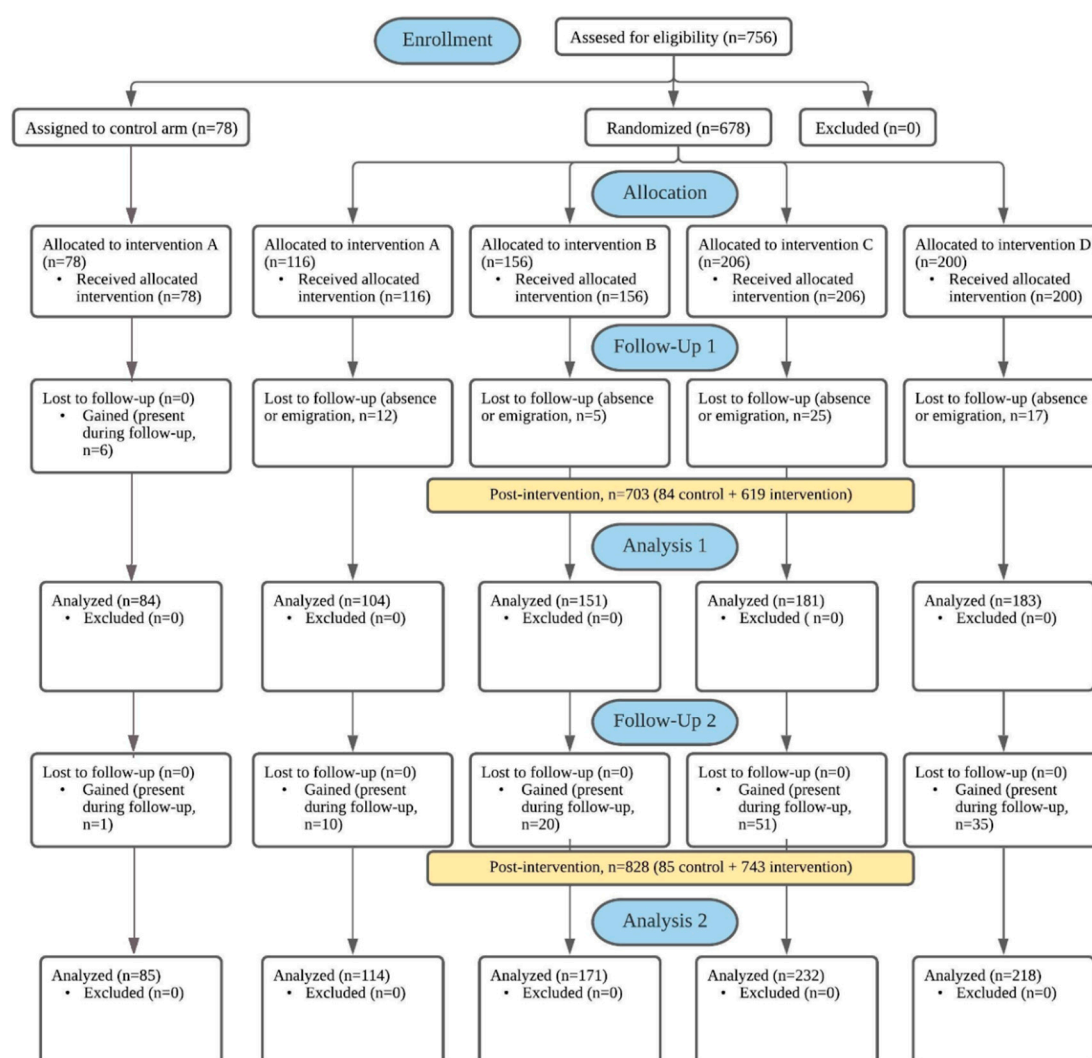 Enrollment
Assesed for eligibility (n=756)
Assigned to control arm (n=78)
Randomized (n=678)
Excluded (n=0)
Allocation
Allocated to intervention A
(n=78)
• Received allocated
intervention (n=78)
Allocated to intervention A
(n=116)
• Received allocated
intervention (n=116)
Allocated to intervention B
(n=156)
• Received allocated
intervention (n=156)
Allocated to intervention C
(n=206)
• Received allocated
intervention (n=206)
Allocated to intervention D
(n=200)
• Received allocated
intervention (n=200)
Follow-Up 1
Lost to follow-up (n=0)
• Gained (present
during follow-up,
n=6)
Lost to follow-up (absence
or emigration, n=12)
Lost to follow-up (absence
or emigration, n=5)
Lost to follow-up (absence
or emigration, n=25)
Lost to follow-up (absence
or emigration, n=17)
Post-intervention, n=703 (84 control + 619 intervention)
Analysis 1
Analyzed (n=84)
• Excluded (n=0)
Analyzed (n=104)
• Excluded (n=0)
Analyzed (n=151)
• Excluded (n=0)
Analyzed (n=181)
• Excluded ( n=0)
Analyzed (n=183)
• Excluded (n=0)
Follow-Up 2
Lost to follow-up (n=0)
• Gained (present
during follow-up,
n=1)
Lost to follow-up (n=0)
• Gained (present
during follow-up,
n=10)
Lost to follow-up (n=0)
• Gained (present
during follow-up,
n=20)
Lost to follow-up (n=0)
• Gained (present
during follow-up,
n=51)
Lost to follow-up (n=0)
• Gained (present
during follow-up,
n=35)
Post-intervention, n=828 (85 control + 743 intervention)
Analysis 2
Analyzed (n=85)
• Excluded (n=0)
Analyzed (n=114)
• Excluded (n=0)
Analyzed (n=171)
• Excluded (n=0)
Analyzed (n=232)
• Excluded (n=0)
Analyzed (n=218)
• Excluded (n=0)